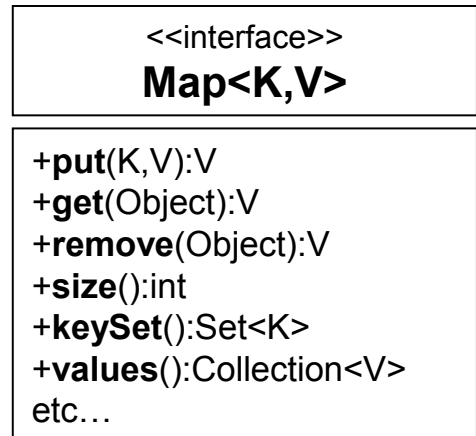 <<interface>>
Map<K,V>
+put(K,V):V
+get(Object):V
+remove(Object):V
+size():int
+keySet():Set<K>
+values():Collection<V>
etc…